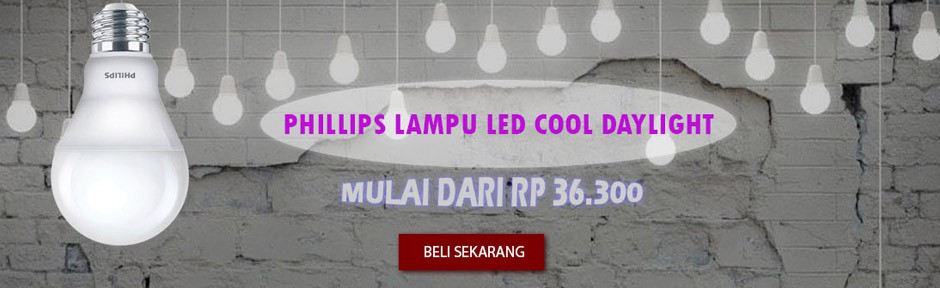 PHILIPS
PHILLIPS LAMPU LED COOL DAYLIGHT
MULAI DARI RP 36.300
BELI SEKARANG